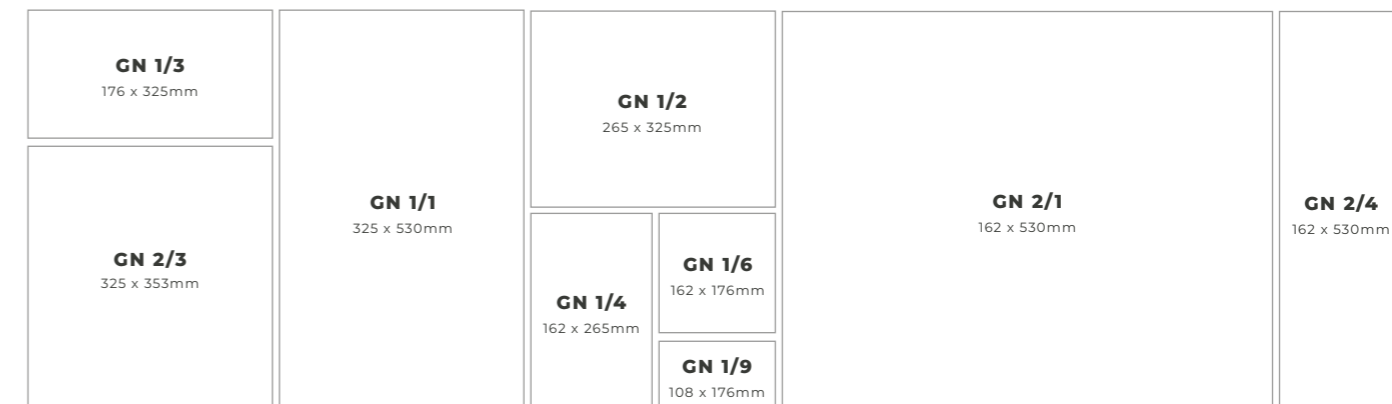 GN 1/3
176 x 325mm
GN 2/3
325 x 353mm
GN 1/1
325 x 530mm
GN 1/2
265 x 325mm
GN 1/4
162 x 265mm
GN 1/6
162 x 176mm
GN 1/9
108 x 176mm
GN 2/1
162 x 530mm
GN 2/4
162 x 530mm